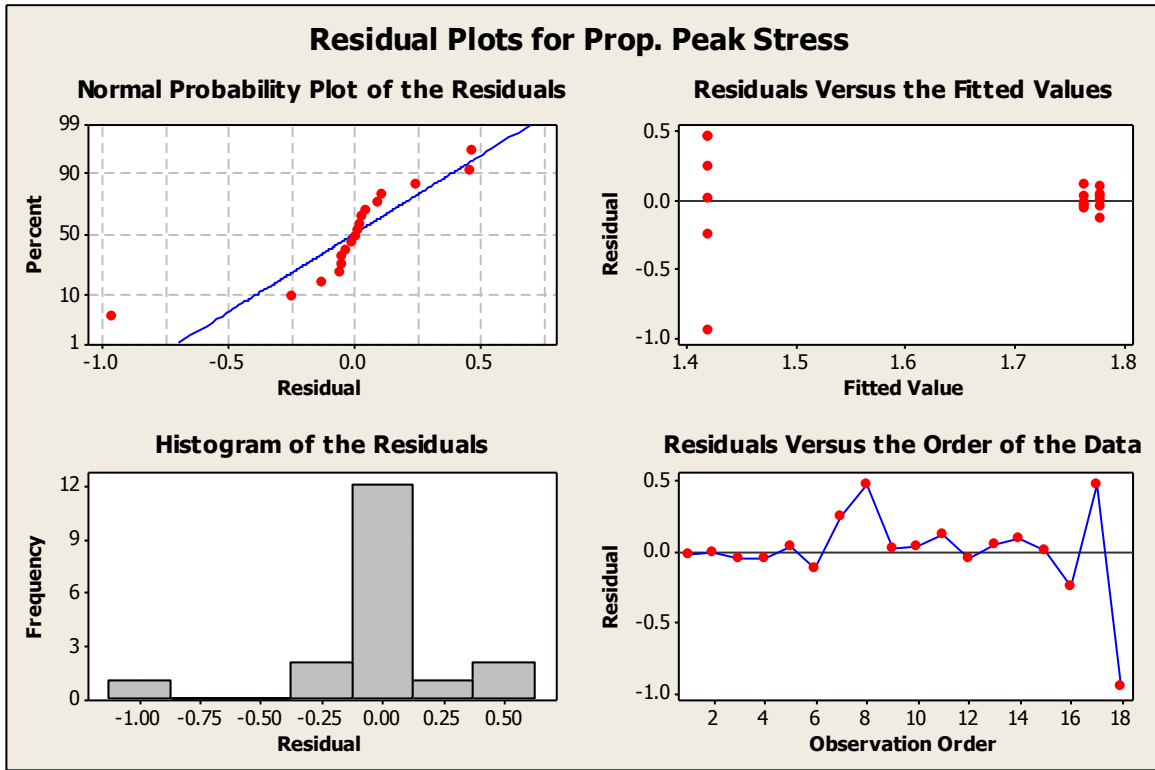 Residual Plots for Prop. Peak Stress
Normal Probability Plot of the Residuals
Percent
99
90
50
10
1
-1.0 -0.5 0.0 0.5
Residual
Residuals Versus the Fitted Values
Residual
0.5
0.0
-0.5
-1.0
1.4 1.5 1.6 1.7 1.8
Fitted Value
Histogram of the Residuals
Frequency
12
9
6
3
0
-1.00 -0.75 -0.50 -0.25 0.00 0.25 0.50
Residual
Residuals Versus the Order of the Data
Residual
0.5
0.0
-0.5
-1.0
2 4 6 8 10 12 14 16 18
Observation Order